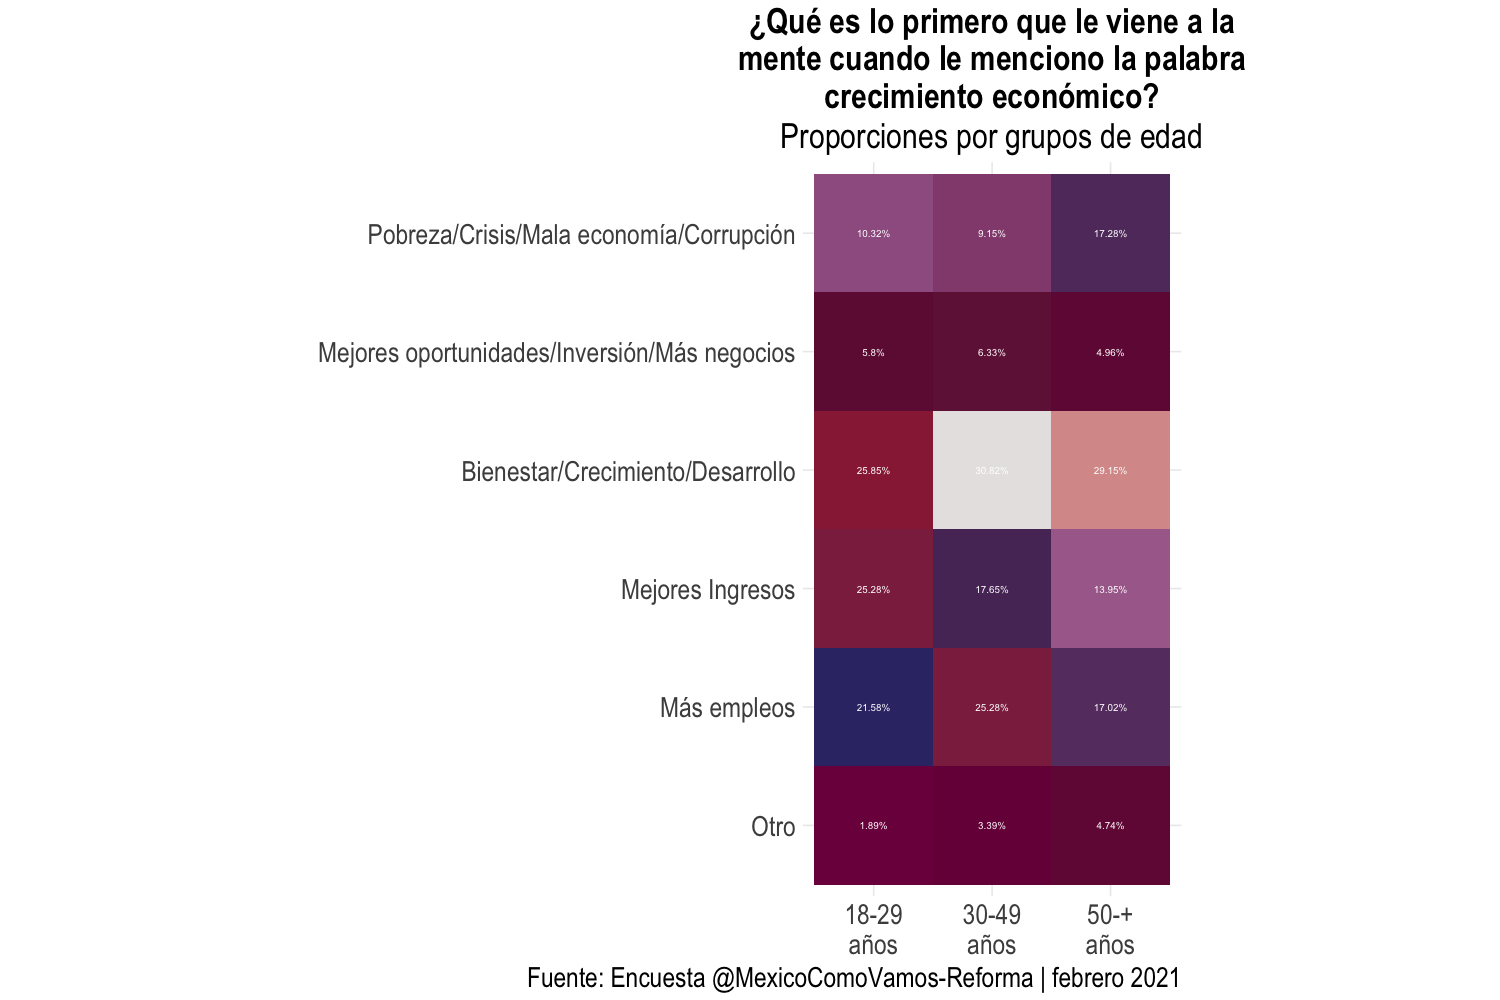 ¿Qué es lo primero que le viene a la
mente cuando le menciono la palabra
crecimiento económico?
Proporciones por grupos de edad
Pobreza/Crisis/Mala economía/Corrupción
10.32%
9.15%
17.28%
Mejores oportunidades/Inversión/Más negocios
5.8%
6.33%
4.96%
Bienestar/Crecimiento/Desarrollo
25.85%
30.82%
29.15%
Mejores Ingresos
25.28%
17.65%
13.95%
Más empleos
21.58%
25.28%
17.02%
Otro
1.89%
3.39%
4.74%
18-29
años
30-49
años
50-+
años
Fuente: Encuesta @MexicoComoVamos-Reforma | febrero 2021